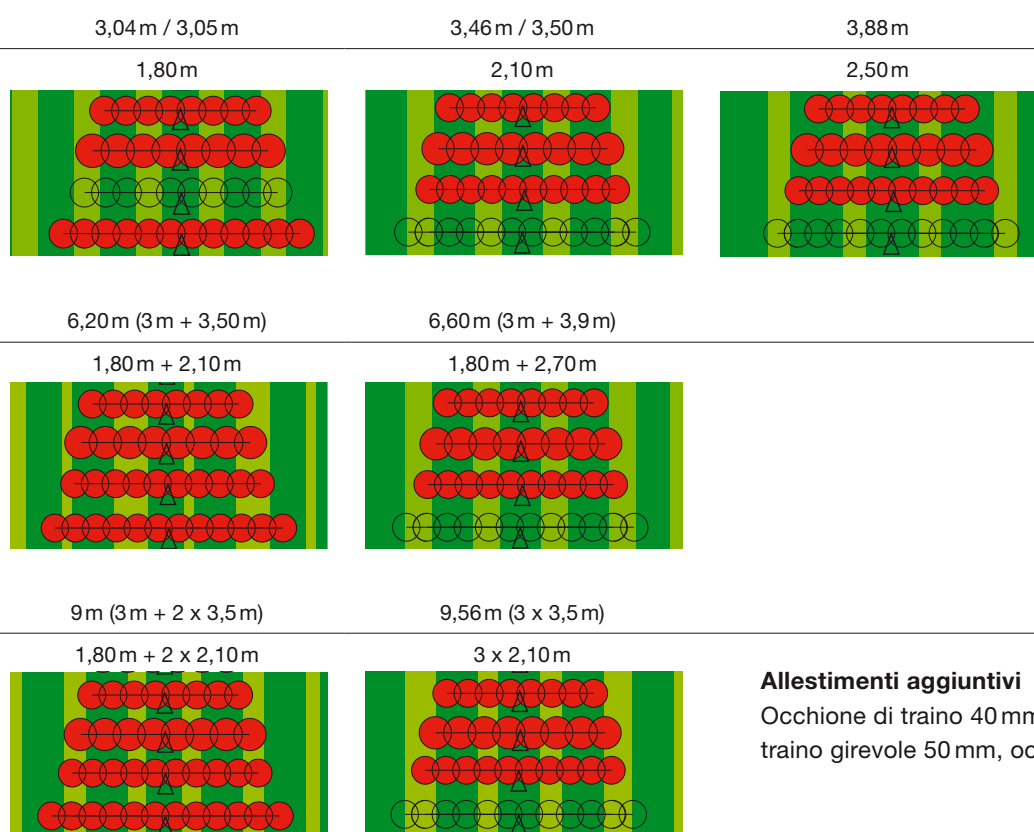 3,04 m / 3,05 m
3,46 m / 3,50 m
3,88 m
1,80 m
2,10 m
2,50 m
6,20 m (3 m + 3,50 m)
6,60 m (3 m + 3,9 m)
1,80 m + 2,10 m
1,80 m + 2,70 m
9 m (3 m + 2 x 3,5 m)
9,56 m (3 x 3,5 m)
1,80 m + 2 x 2,10 m
3 x 2,10 m
Allestimenti aggiuntivi
Occhione di traino 40 mm
traino girevole 50 mm, oc